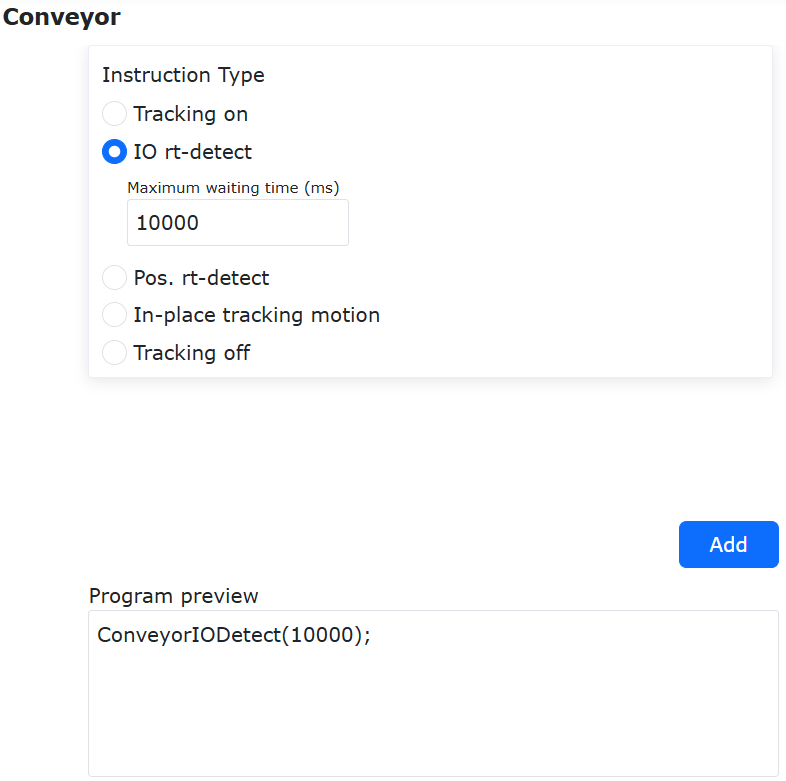 Conveyor
Instruction Type
Tracking on
IO rt-detect
Maximum waiting time (ms)
10000
Pos. rt-detect
In-place tracking motion
Tracking off
Add
Program preview
ConveyorIODetect(10000);